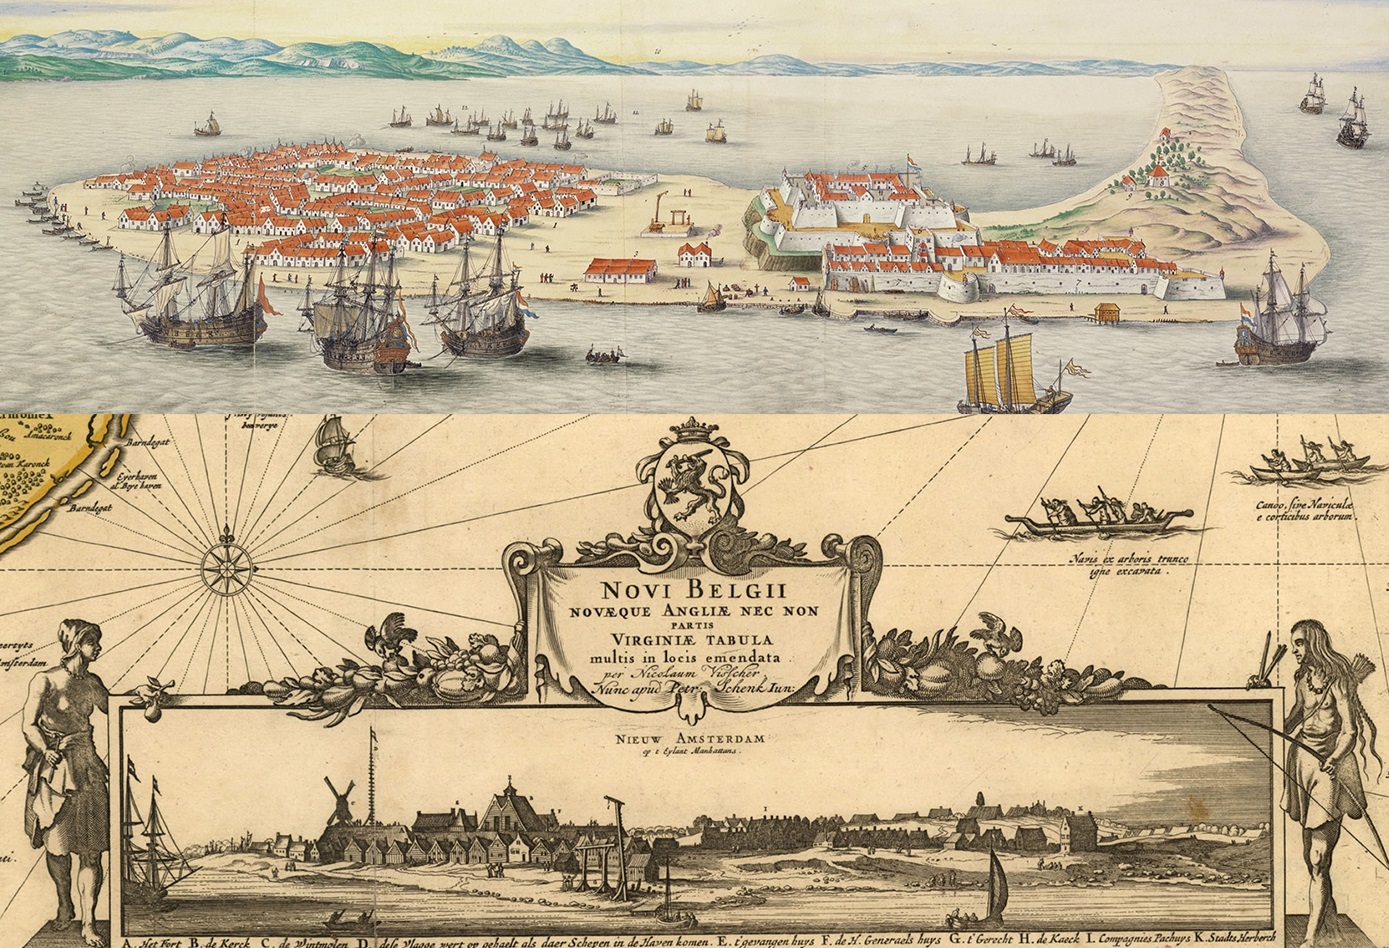 Barndegat
Eyerhaven
al. Beye haven
Barndegat
Novi Belgii
Novæque Angliæ nec non
partis
Virginiæ tabula
multis in locis emendata
per Nicolaum Visscher
Nunc apud Petr: Schenk Iun:
Canoo, sive Naviculæ
e corticibus arborum.
Navis ex arboris trunco
igne excavata.
Nieuw Amsterdam
op t Eylant Manhattans.
A. Het Fort B. de Kerck C. de Wintmolen D. dese Vlagge wert op gehaelt als daer Schepen in de Haven komen. E. t'gevangen huys F. de H. Generaels huys G. t'Gerecht H. de Kaeck I. Compagnies Pachuys K. Stadts Herberch